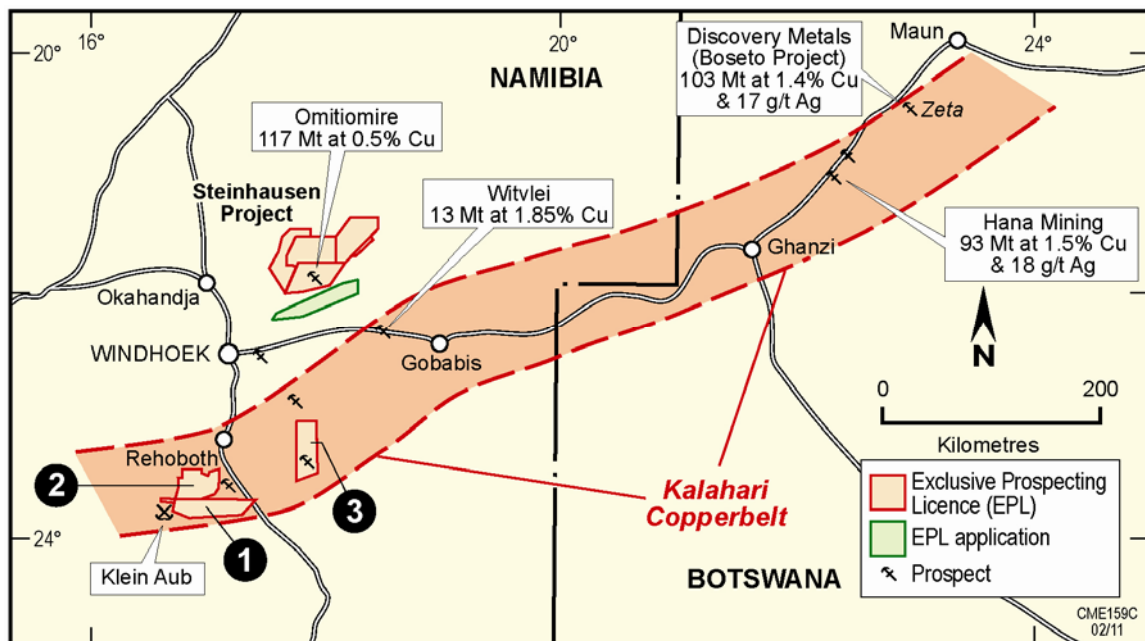 16°
20°
24°
20°
24°
NAMIBIA
Discovery Metals
(Boseto Project)
103 Mt at 1.4% Cu
& 17 g/t Ag
Maun
Zeta
Omitiomire
117 Mt at 0.5% Cu
Steinhausen
Project
Witvlei
13 Mt at 1.85% Cu
Hana Mining
93 Mt at 1.5% Cu
& 18 g/t Ag
Ghanzi
Okahandja
WINDHOEK
Gobabis
N
0
200
Kilometres
Rehoboth
2
3
1
Klein Aub
Kalahari
Copperbelt
BOTSWANA
Exclusive Prospecting
Licence (EPL)
EPL application
Prospect
CME159C
02/11